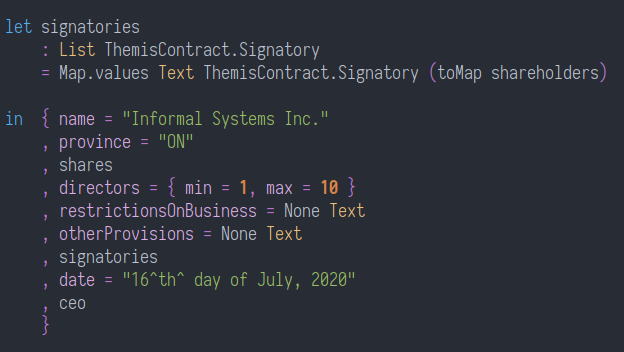 let signatories
    : List ThemisContract.Signatory
    = Map.values Text ThemisContract.Signatory (toMap shareholders)

in  { name = "Informal Systems Inc."
    , province = "ON"
    , shares
    , directors = { min = 1, max = 10 }
    , restrictionsOnBusiness = None Text
    , otherProvisions = None Text
    , signatories
    , date = "16^th^ day of July, 2020"
    , ceo
    }